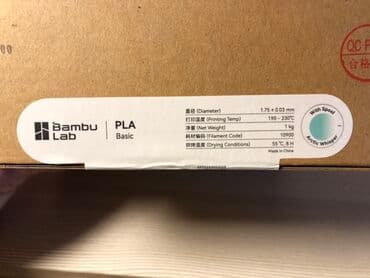 QC P
合格
Bambu
Lab
PLA
Basic
直径 (Diameter) 1.75 ± 0.03 mm
打印温度 (Printing Temp) 190 - 230℃
净重 (Net Weight) 1 kg
耗材编码 (Filament Code) 10900
烘烤温度 (Drying Conditions) 55 ℃, 8 H
Made in China
With Spool
Arctic Whisper